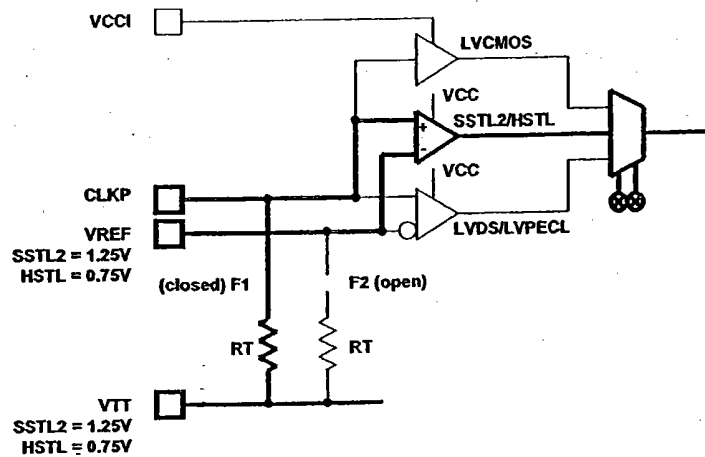 VCCI
LVCMOS
VCC
SSTL2/HSTL
+
-
VCC
CLKP
VREF
LVDS/LVPECL
SSTL2 = 1.25V
HSTL = 0.75V
(closed) F1
F2 (open)
RT
RT
VTT
SSTL2 = 1.25V
HSTL = 0.75V